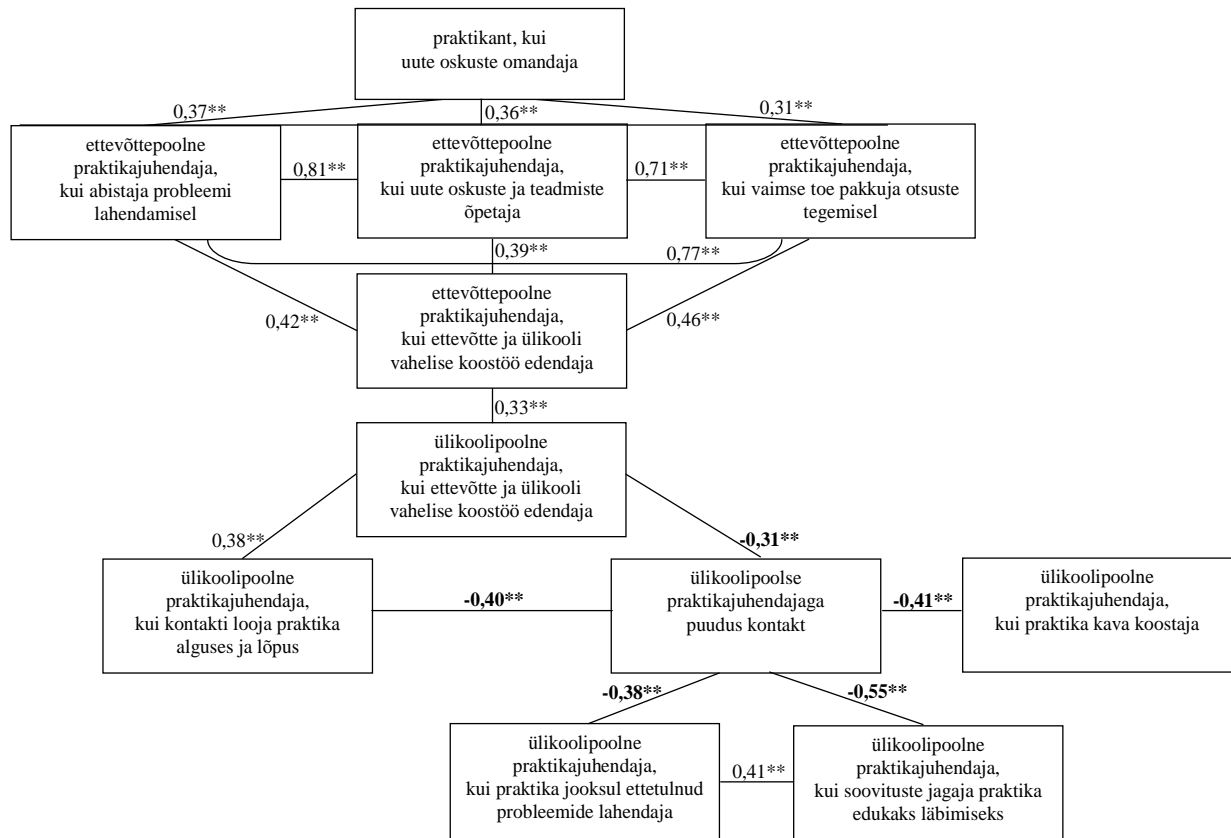 praktikant, kui
uute oskuste omandaja
0,37**
0,36**
0,31**
ettevõttepoolne
praktikajuhendaja,
kui abistaja probleemi
lahendamisel
0,81**
ettevõttepoolne
praktikajuhendaja,
kui uute oskuste ja teadmiste
õpetaja
0,71**
ettevõttepoolne
praktikajuhendaja,
kui vaimse toe pakkuja otsuste
tegemisel
0,39**
0,77**
0,42**
ettevõttepoolne
praktikajuhendaja,
kui ettevõtte ja ülikooli
vahelise koostöö edendaja
0,46**
0,33**
ülikoolipoolne
praktikajuhendaja,
kui ettevõtte ja ülikooli
vahelise koostöö edendaja
0,38**
-0,31**
ülikoolipoolne
praktikajuhendaja,
kui kontakti looja praktika
alguses ja lõpus
-0,40**
ülikoolipoolse
praktikajuhendajaga
puudus kontakt
-0,41**
ülikoolipoolne
praktikajuhendaja,
kui praktika kava koostaja
-0,38**
-0,55**
ülikoolipoolne
praktikajuhendaja,
kui praktika jooksul ettetulnud
probleemide lahendaja
0,41**
ülikoolipoolne
praktikajuhendaja,
kui soovituste jagaja praktika
edukaks läbimiseks